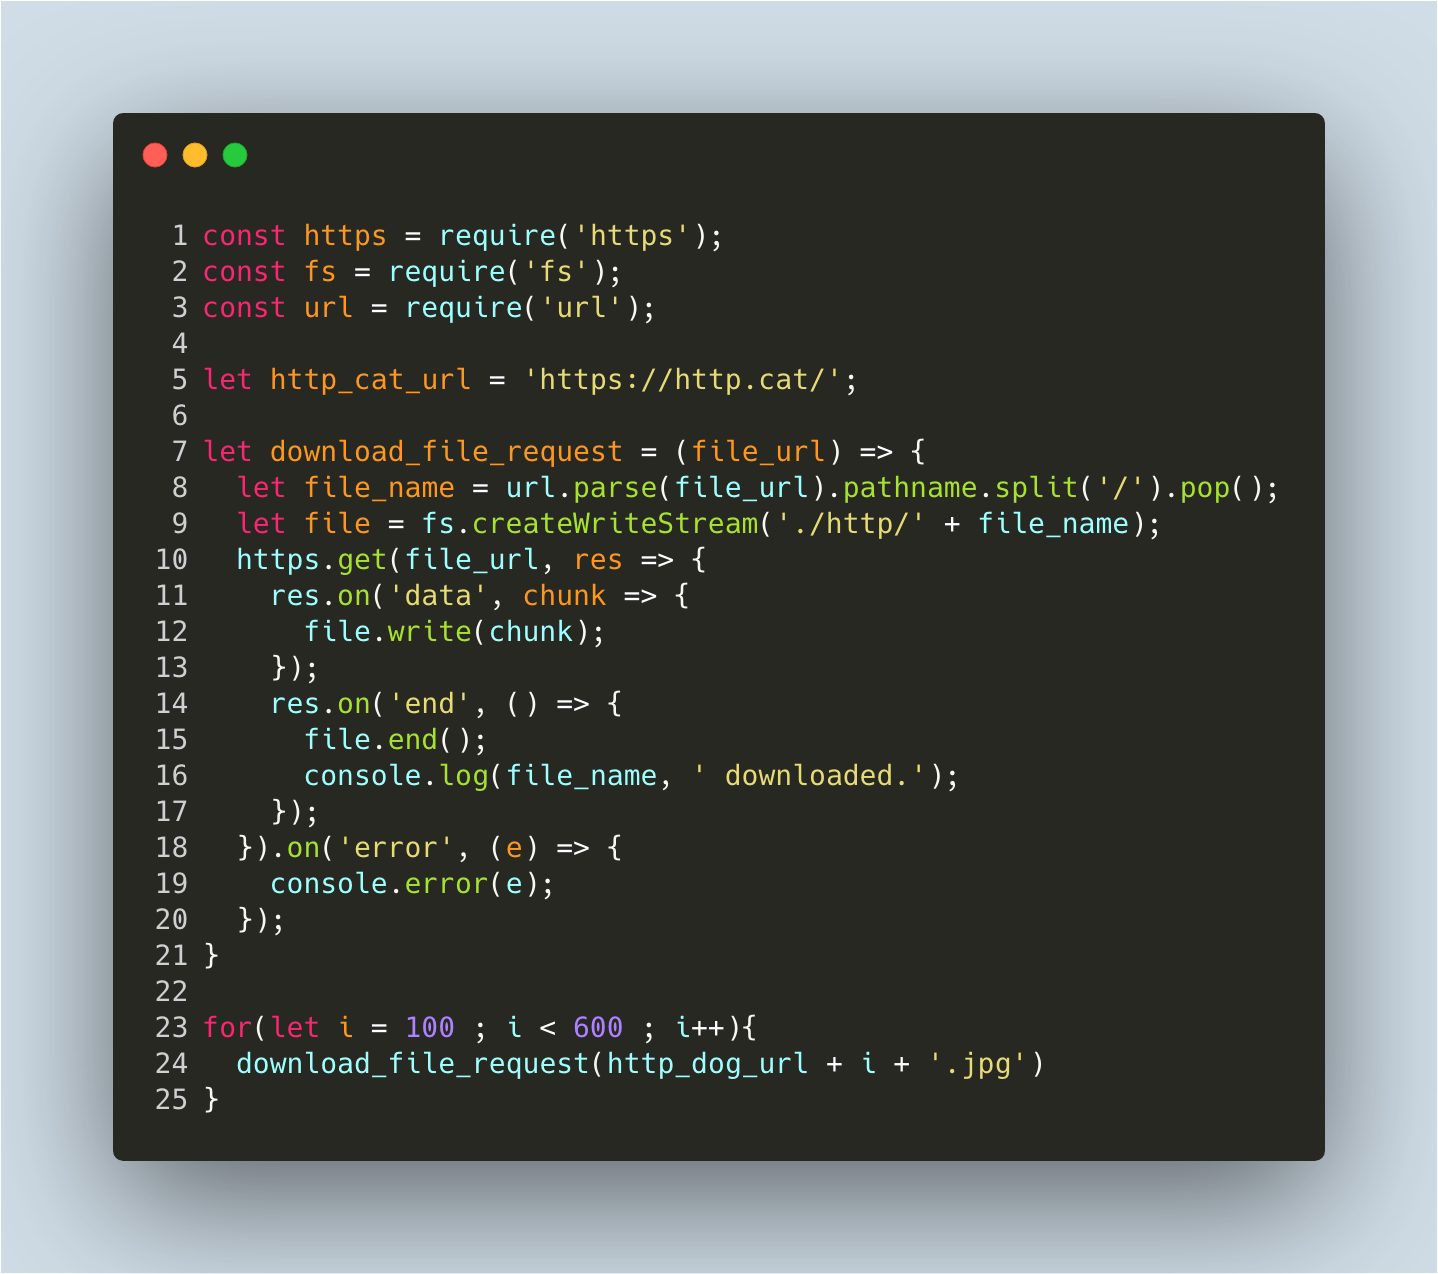 1 const https = require('https');
2 const fs = require('fs');
3 const url = require('url');
4
5 let http_cat_url = 'https://http.cat/';
6
7 let download_file_request = (file_url) => {
8   let file_name = url.parse(file_url).pathname.split('/').pop();
9   let file = fs.createWriteStream('./http/' + file_name);
10   https.get(file_url, res => {
11     res.on('data', chunk => {
12       file.write(chunk);
13     });
14     res.on('end', () => {
15       file.end();
16       console.log(file_name, ' downloaded.');
17     });
18   }).on('error', (e) => {
19     console.error(e);
20   });
21 }
22
23 for(let i = 100 ; i < 600 ; i++){
24   download_file_request(http_dog_url + i + '.jpg')
25 }